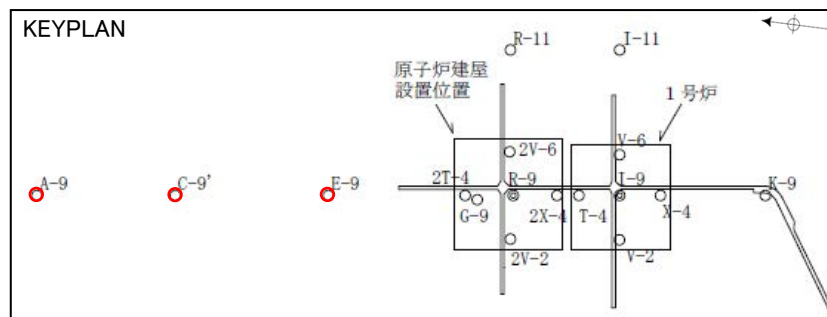 KEYPLAN
R-11
I-11
原子炉建屋
設置位置
1号炉
2V-6
V-6
A-9
C-9'
E-9
2T-4
R-9
I-9
K-9
G-9
2X-4
T-4
X-4
2V-2
V-2